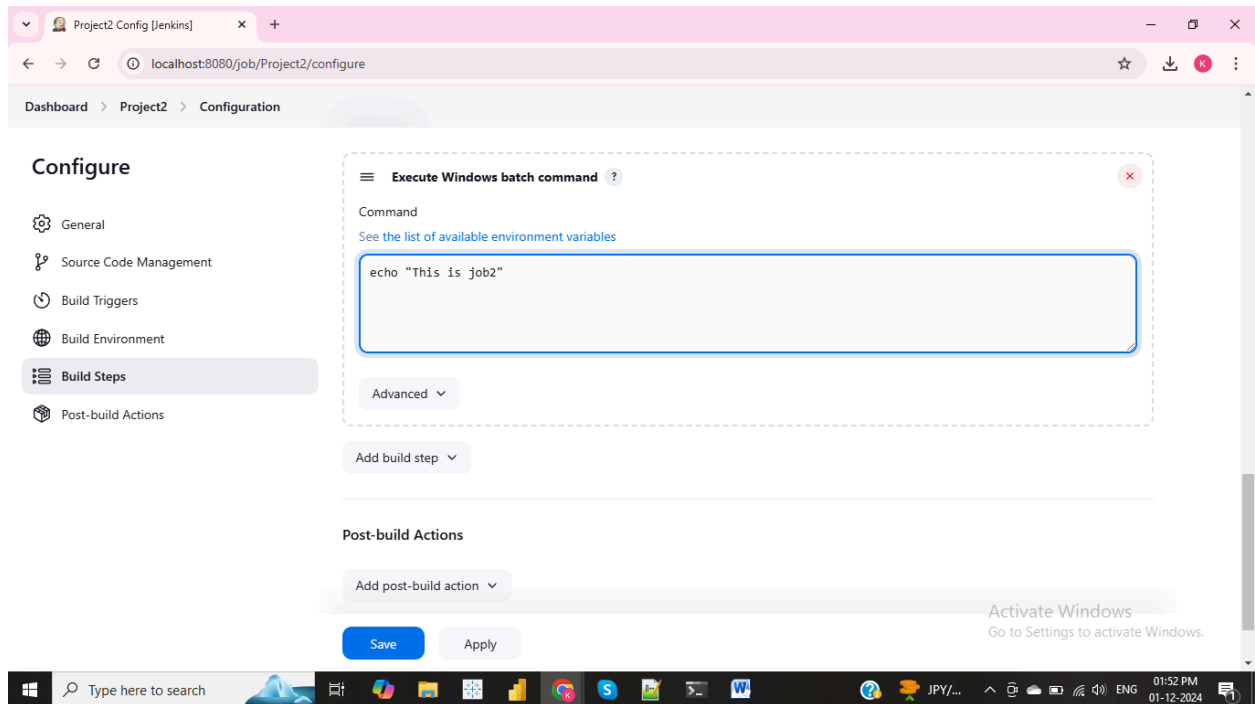 Project2 Config [Jenkins]
localhost:8080/job/Project2/configure
K
Dashboard > Project2 > Configuration
Configure
General
Source Code Management
Build Triggers
Build Environment
Build Steps
Post-build Actions
Execute Windows batch command ?
Command
See the list of available environment variables
echo "This is job2"
Advanced
Add build step
Post-build Actions
Add post-build action
Save Apply
Activate Windows
Go to Settings to activate Windows.
Type here to search
JPY/...
ENG
01:52 PM
01-12-2024
1